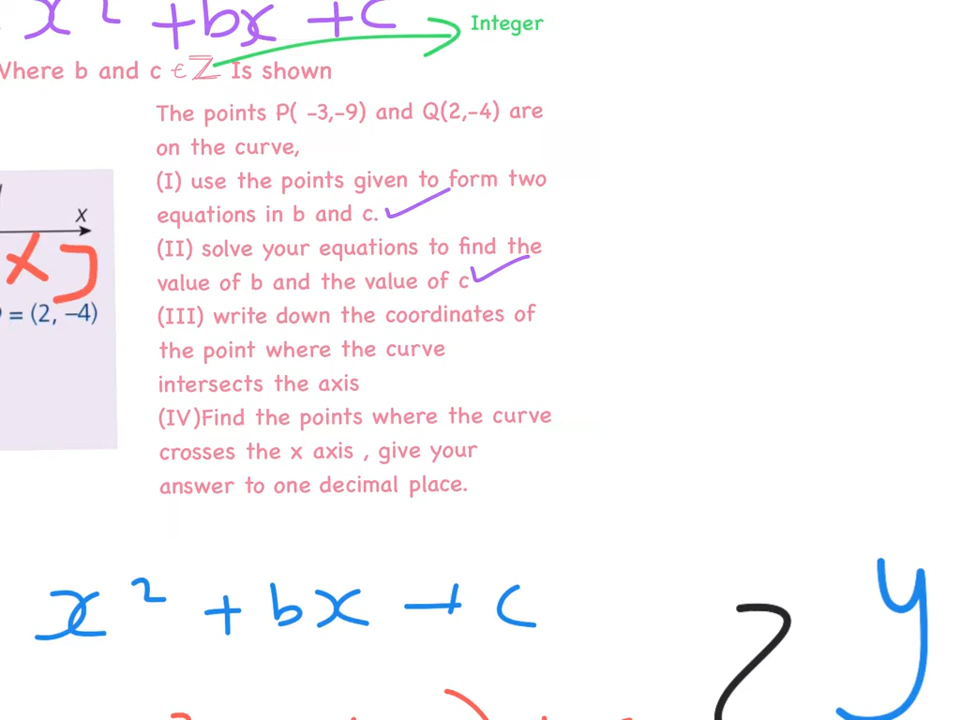 x² + bx + c
Integer
Where b and c ∈ ℤ Is shown
The points P( -3,-9) and Q(2,-4) are
on the curve,
(I) use the points given to form two
equations in b and c.
(II) solve your equations to find the
value of b and the value of c
(III) write down the coordinates of
the point where the curve
intersects the axis
(IV)Find the points where the curve
crosses the x axis , give your
answer to one decimal place.
x
= (2, –4)
x² + bx + c
y